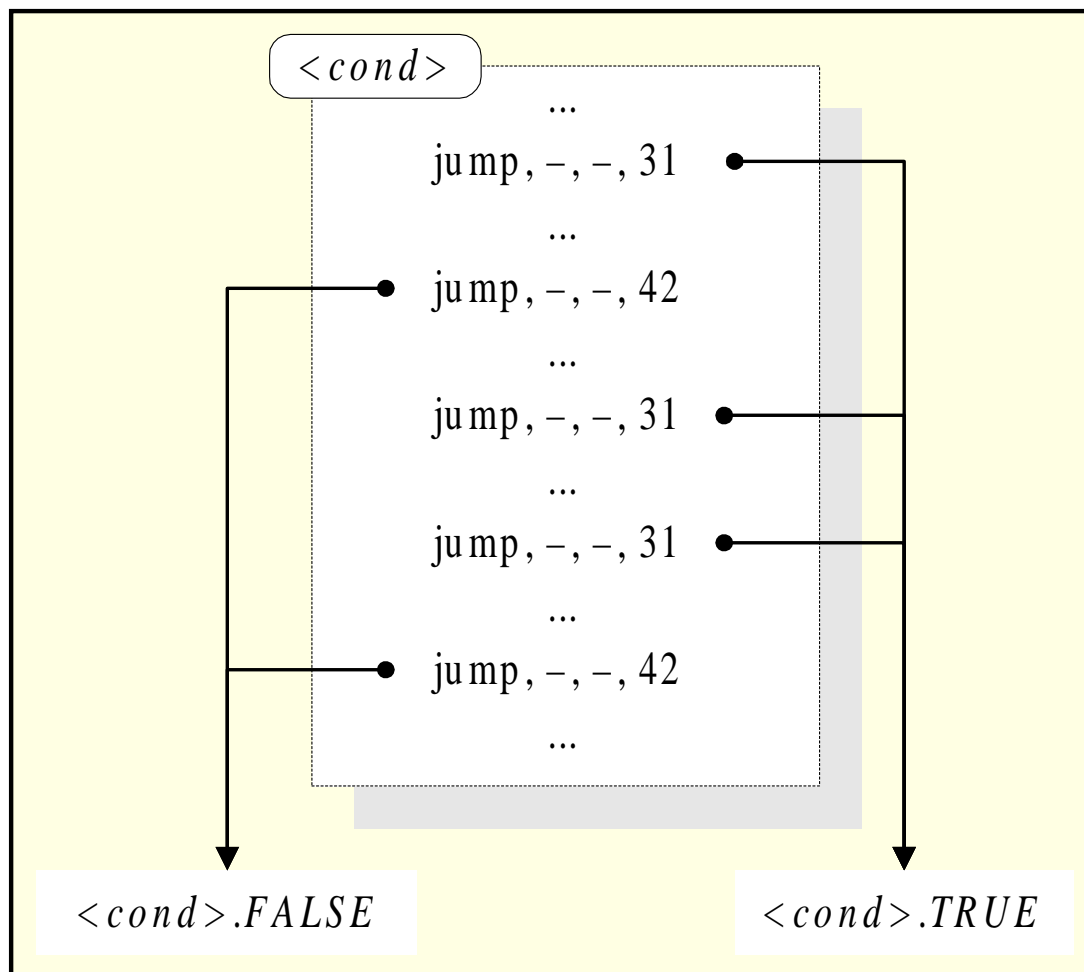 <cond>
...
jump, –, –, 31
...
jump, –, –, 42
...
jump, –, –, 31
...
jump, –, –, 31
...
jump, –, –, 42
...
<cond>.FALSE
<cond>.TRUE